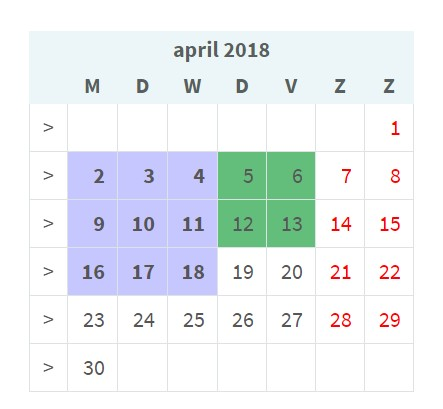 april 2018
M D W D V Z Z
> 1
> 2 3 4 5 6 7 8
> 9 10 11 12 13 14 15
> 16 17 18 19 20 21 22
> 23 24 25 26 27 28 29
> 30